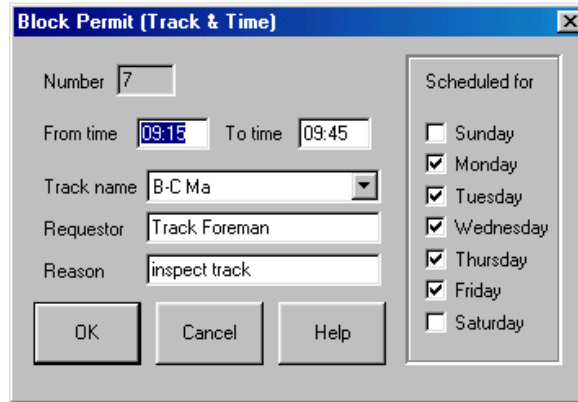 Block Permit (Track & Time)
Number 7
From time 09:15 To time 09:45
Track name B-C Ma
Requestor Track Foreman
Reason inspect track
OK Cancel Help
Scheduled for
Sunday
Monday
Tuesday
Wednesday
Thursday
Friday
Saturday